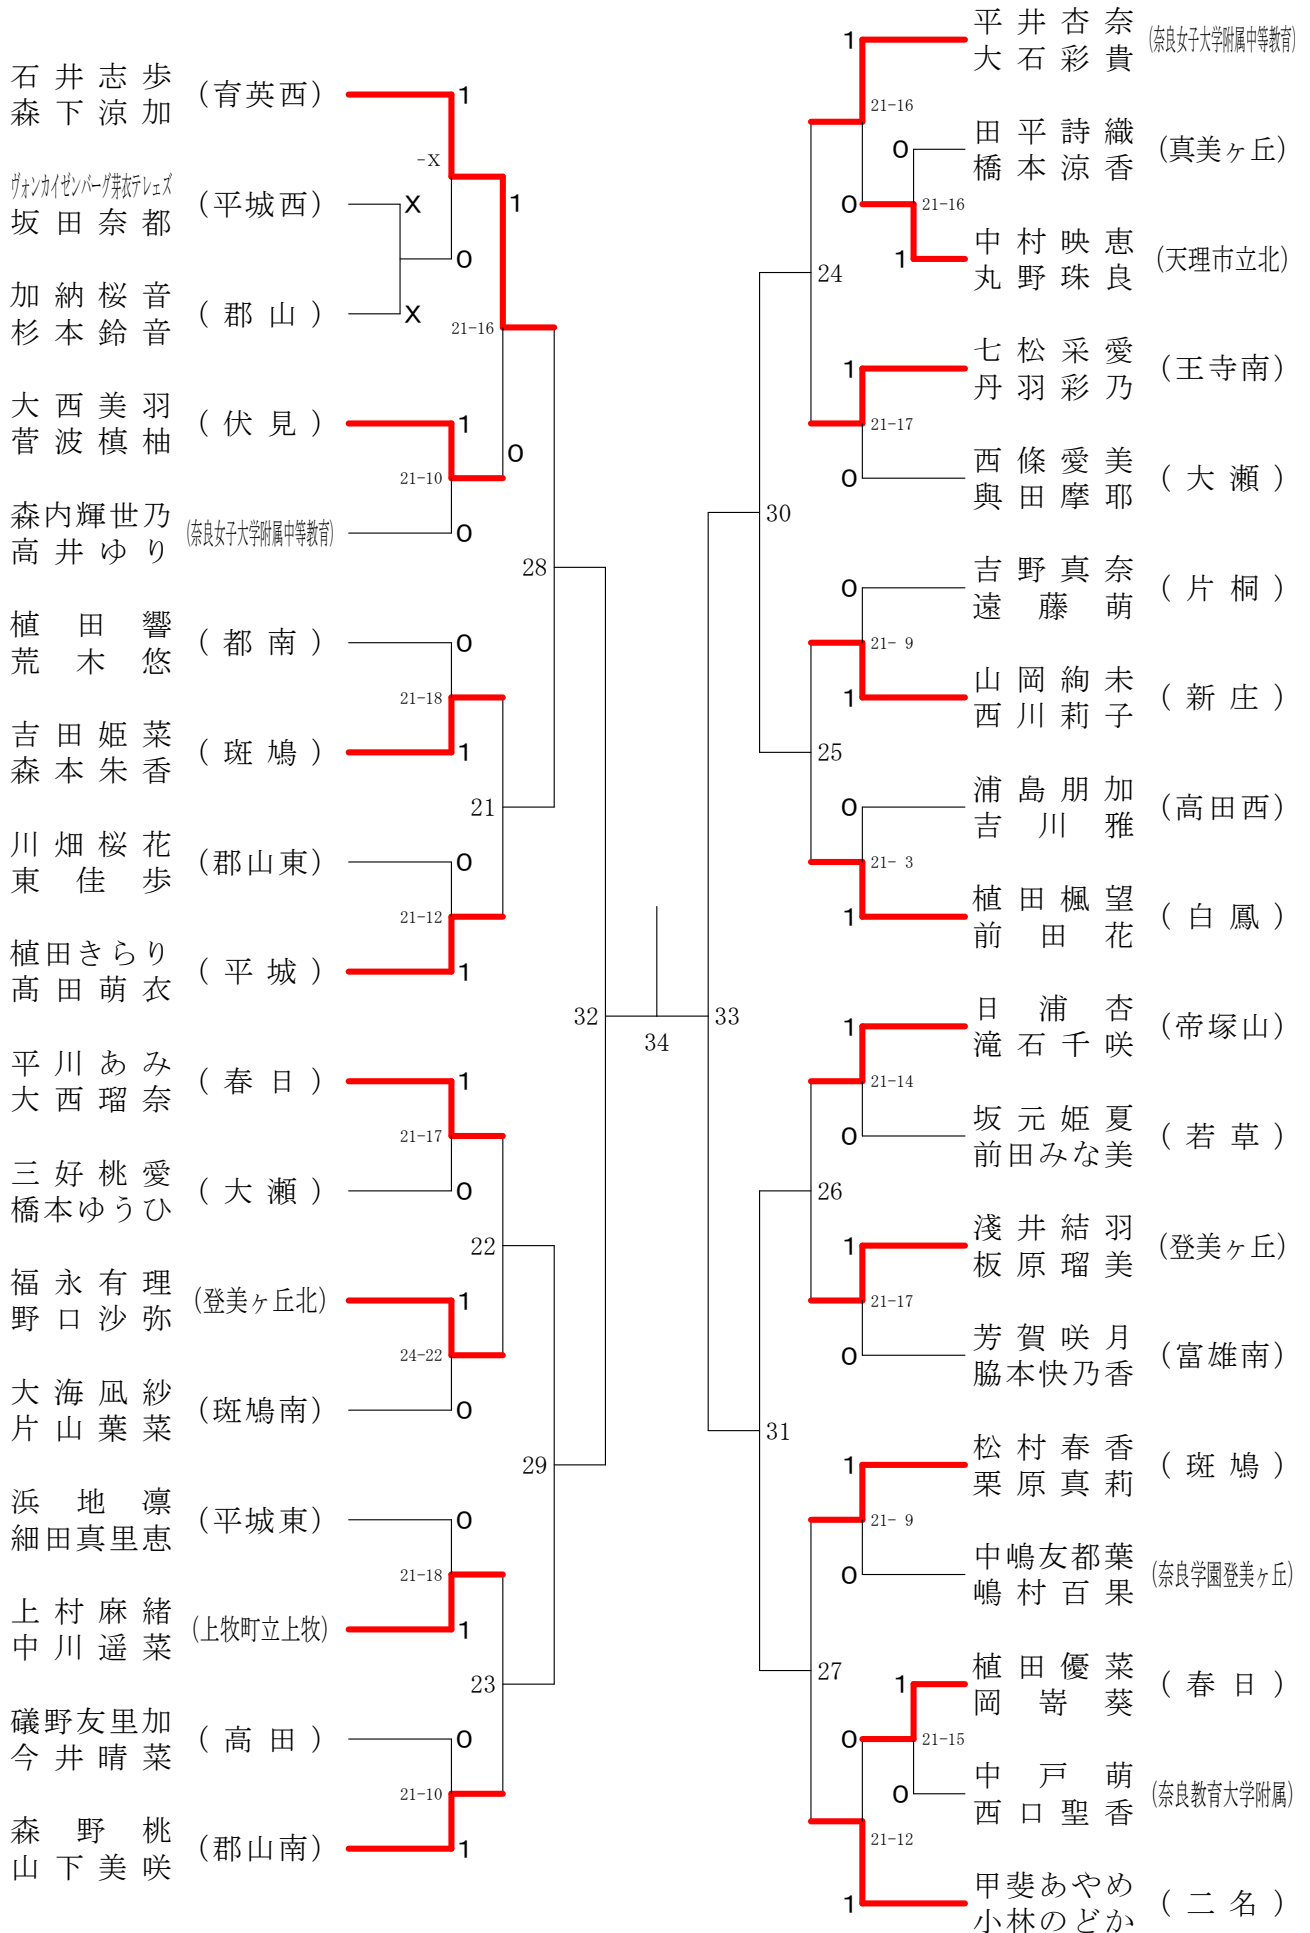 石井志歩
森下涼加
(育英西)
1
-X
ヴォンカイゼンバーグ芽衣テレェズ
坂田奈都
(平城西)
X
1
0
加納桜音
杉本鈴音
(郡山)
X
21-16
大西美羽
菅波槙柚
(伏見)
1
0
21-10
森内輝世乃
高井ゆり
(奈良女子大学附属中等教育)
0
28
植田響
荒木悠
(都南)
0
21-18
吉田姫菜
森本朱香
(斑鳩)
1
21
川畑桜花
東佳歩
(郡山東)
0
21-12
植田きらり
髙田萌衣
(平城)
1
32
平川あみ
大西瑠奈
(春日)
1
21-17
三好桃愛
橋本ゆうひ
(大瀬)
0
22
福永有理
野口沙弥
(登美ヶ丘北)
1
24-22
大海凪紗
片山葉菜
(斑鳩南)
0
29
浜地凛
細田真里恵
(平城東)
0
21-18
上村麻緒
中川遥菜
(上牧町立上牧)
1
23
礒野友里加
今井晴菜
(高田)
0
21-10
森野桃
山下美咲
(郡山南)
1
34
平井杏奈
大石彩貴
(奈良女子大学附属中等教育)
1
21-16
田平詩織
橋本涼香
(真美ヶ丘)
0
0
21-16
中村映恵
丸野珠良
(天理市立北)
1
24
七松采愛
丹羽彩乃
(王寺南)
1
21-17
西條愛美
與田摩耶
(大瀬)
0
30
吉野真奈
遠藤萌
(片桐)
0
21- 9
山岡絢未
西川莉子
(新庄)
1
25
浦島朋加
吉川雅
(高田西)
0
21- 3
植田楓望
前田花
(白鳳)
1
33
日浦杏
滝石千咲
(帝塚山)
1
21-14
坂元姫夏
前田みな美
(若草)
0
26
淺井結羽
板原瑠美
(登美ヶ丘)
1
21-17
芳賀咲月
脇本快乃香
(富雄南)
0
31
松村春香
栗原真莉
(斑鳩)
1
21- 9
中嶋友都葉
嶋村百果
(奈良学園登美ヶ丘)
0
27
植田優菜
岡嵜葵
(春日)
1
0
21-15
中戸萌
西口聖香
(奈良教育大学附属)
0
21-12
甲斐あやめ
小林のどか
(二名)
1